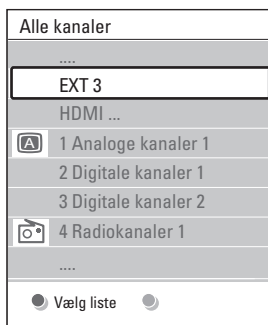 Alle kanaler
....
EXT 3
HDMI ...
A 1 Analoge kanaler 1
2 Digitale kanaler 1
3 Digitale kanaler 2
4 Radiokanaler 1
....
Vælg liste